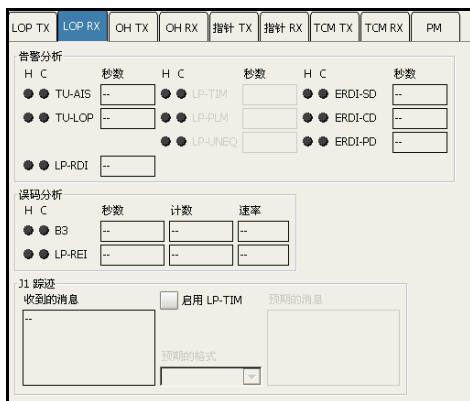 LOP TX LOP RX OH TX OH RX 指针 TX 指针 RX TCM TX TCM RX PM
告警分析
H C 秒数 H C 秒数 H C 秒数
TU-AIS -- LP-TIM ERDI-SD --
TU-LOP -- LP-PLM ERDI-CD --
LP-UNEQ ERDI-PD --
LP-RDI --
误码分析
H C 秒数 计数 速率
B3 -- -- --
LP-REI -- -- --
J1 踪迹
收到的消息 启用 LP-TIM 预期的消息
--
预期的格式